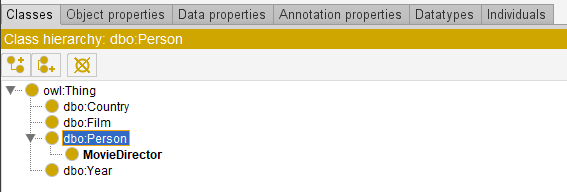 Classes Object properties Data properties Annotation properties Datatypes Individuals
Class hierarchy: dbo:Person
owl:Thing
dbo:Country
dbo:Film
dbo:Person
MovieDirector
dbo:Year